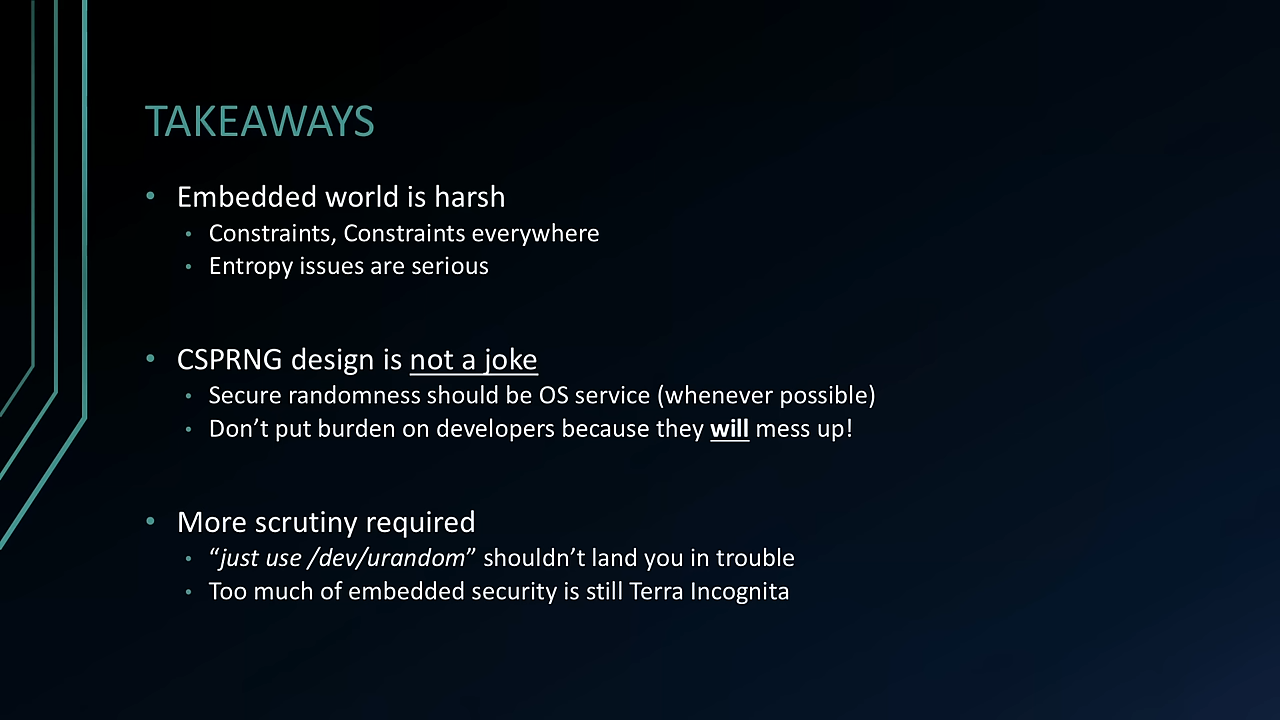 TAKEAWAYS
• Embedded world is harsh
• Constraints, Constraints everywhere
• Entropy issues are serious
• CSPRNG design is not a joke
• Secure randomness should be OS service (whenever possible)
• Don’t put burden on developers because they will mess up!
• More scrutiny required
• “just use /dev/urandom” shouldn’t land you in trouble
• Too much of embedded security is still Terra Incognita